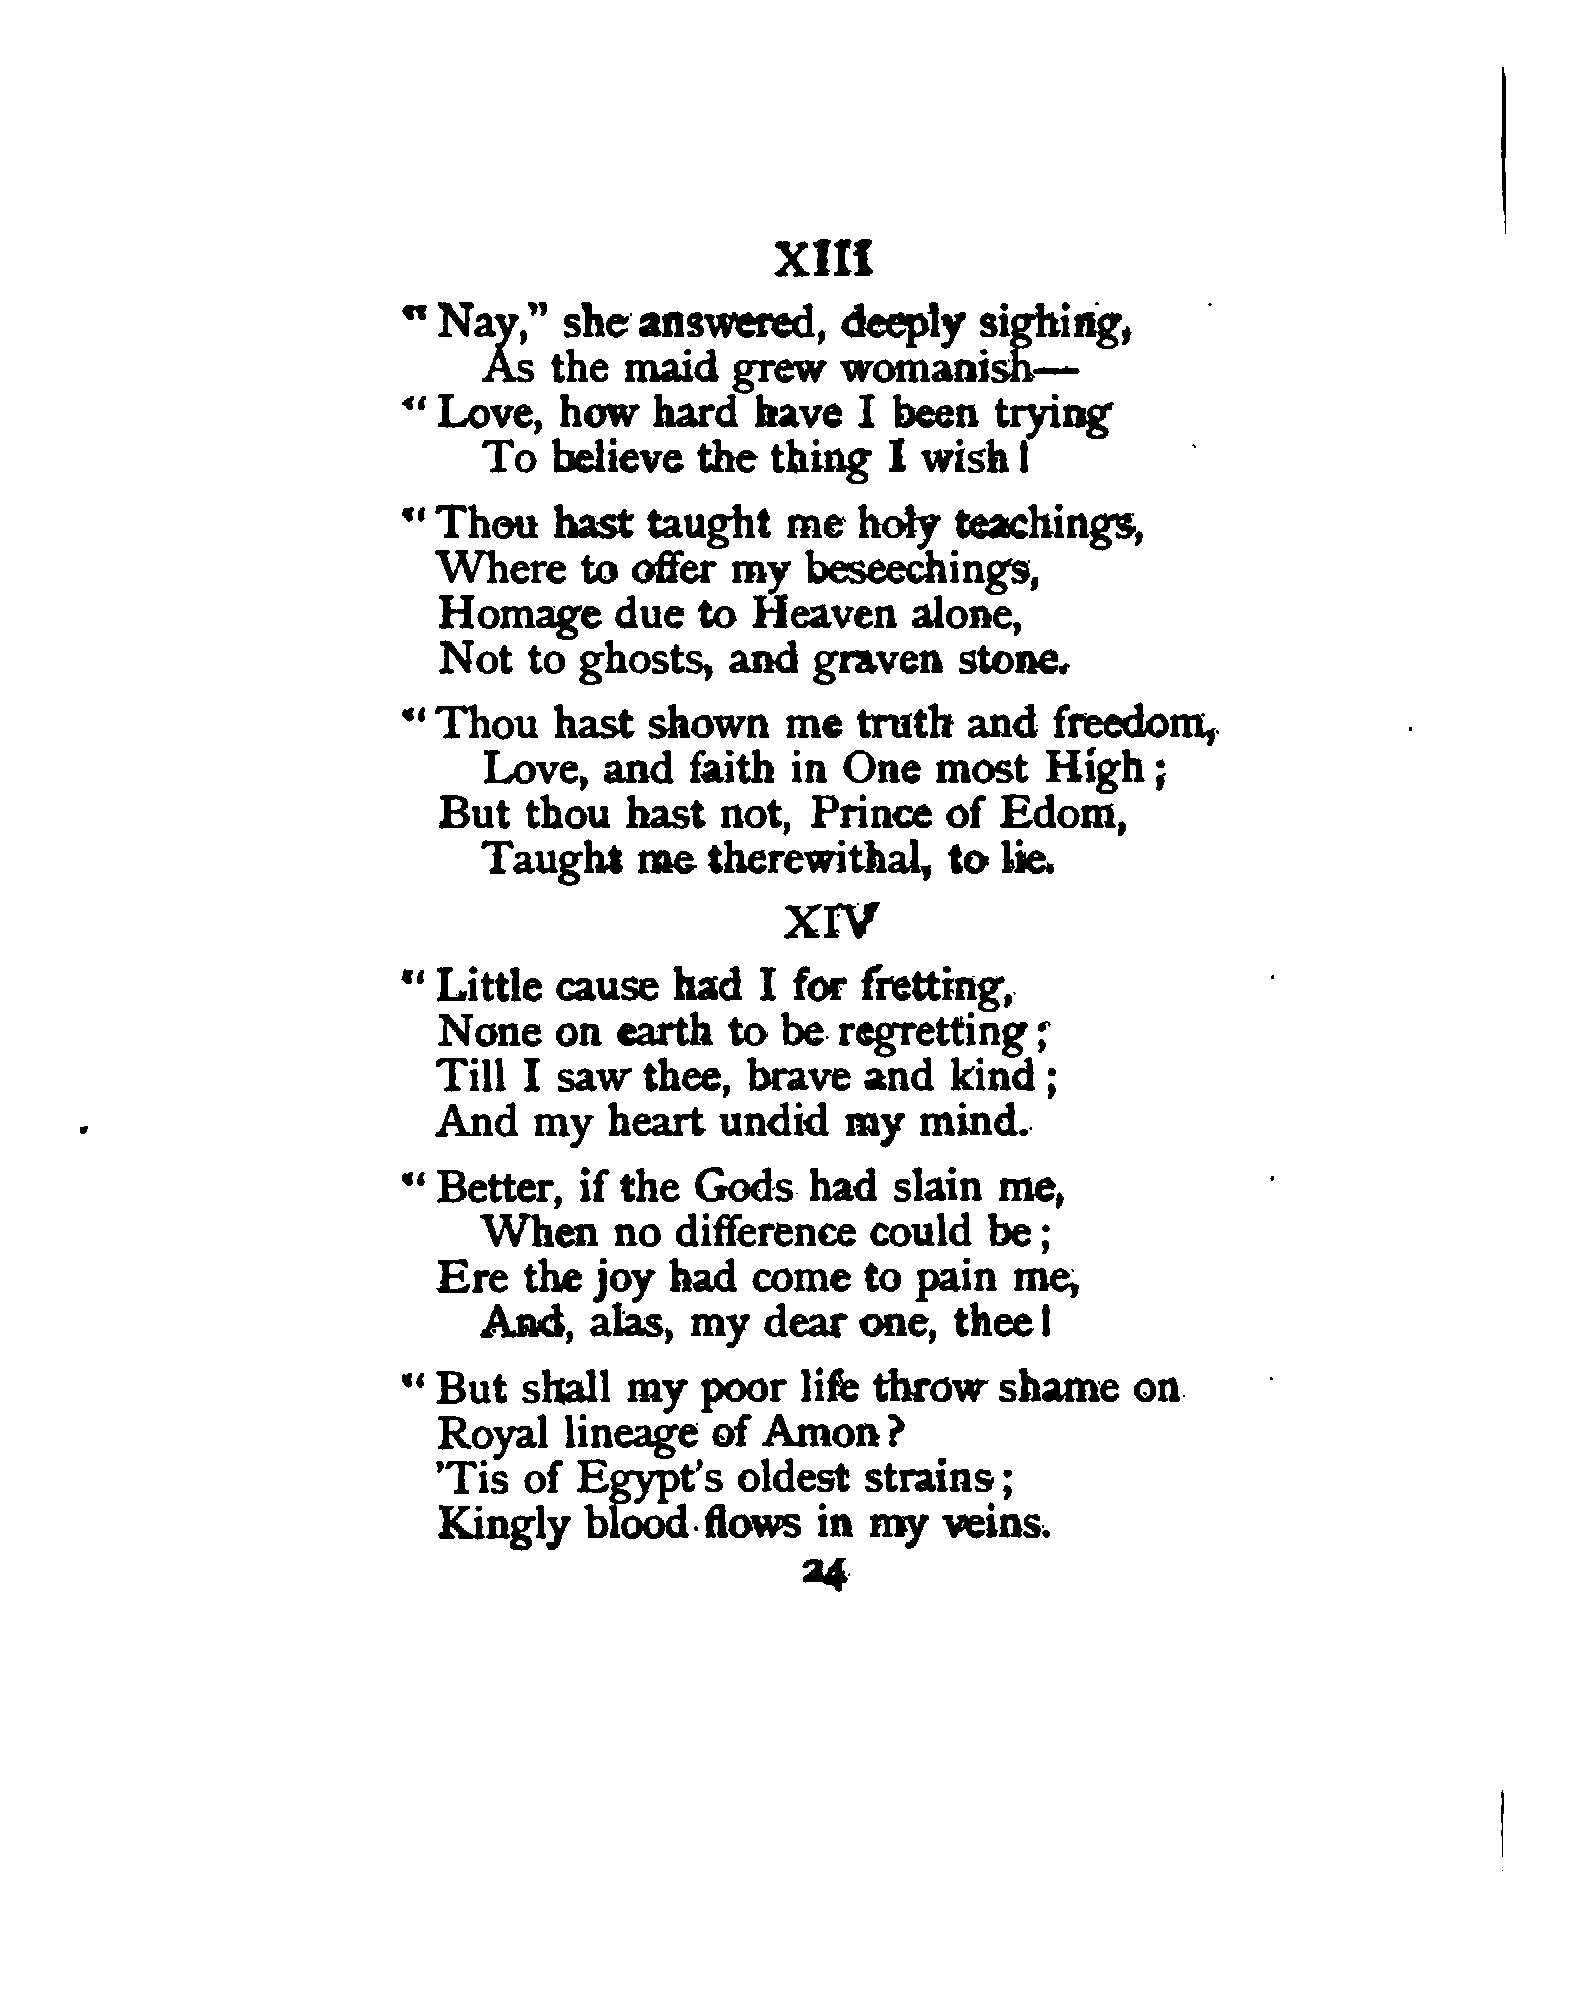 XIII
“Nay,” she answered, deeply sighing,
As the maid grew womanish—
“Love, how hard have I been trying
To believe the thing I wish!
“Thou hast taught me holy teachings,
Where to offer my beseechings,
Homage due to Heaven alone,
Not to ghosts, and graven stone.
“Thou hast shown me truth and freedom,
Love, and faith in One most High;
But thou hast not, Prince of Edom,
Taught me therewithal, to lie.
XIV
“Little cause had I for fretting,
None on earth to be regretting;
Till I saw thee, brave and kind;
And my heart undid my mind.
“Better, if the Gods had slain me,
When no difference could be;
Ere the joy had come to pain me,
And, alas, my dear one, thee!
“But shall my poor life throw shame on
Royal lineage of Amon?
’Tis of Egypt’s oldest strains;
Kingly blood flows in my veins.
24